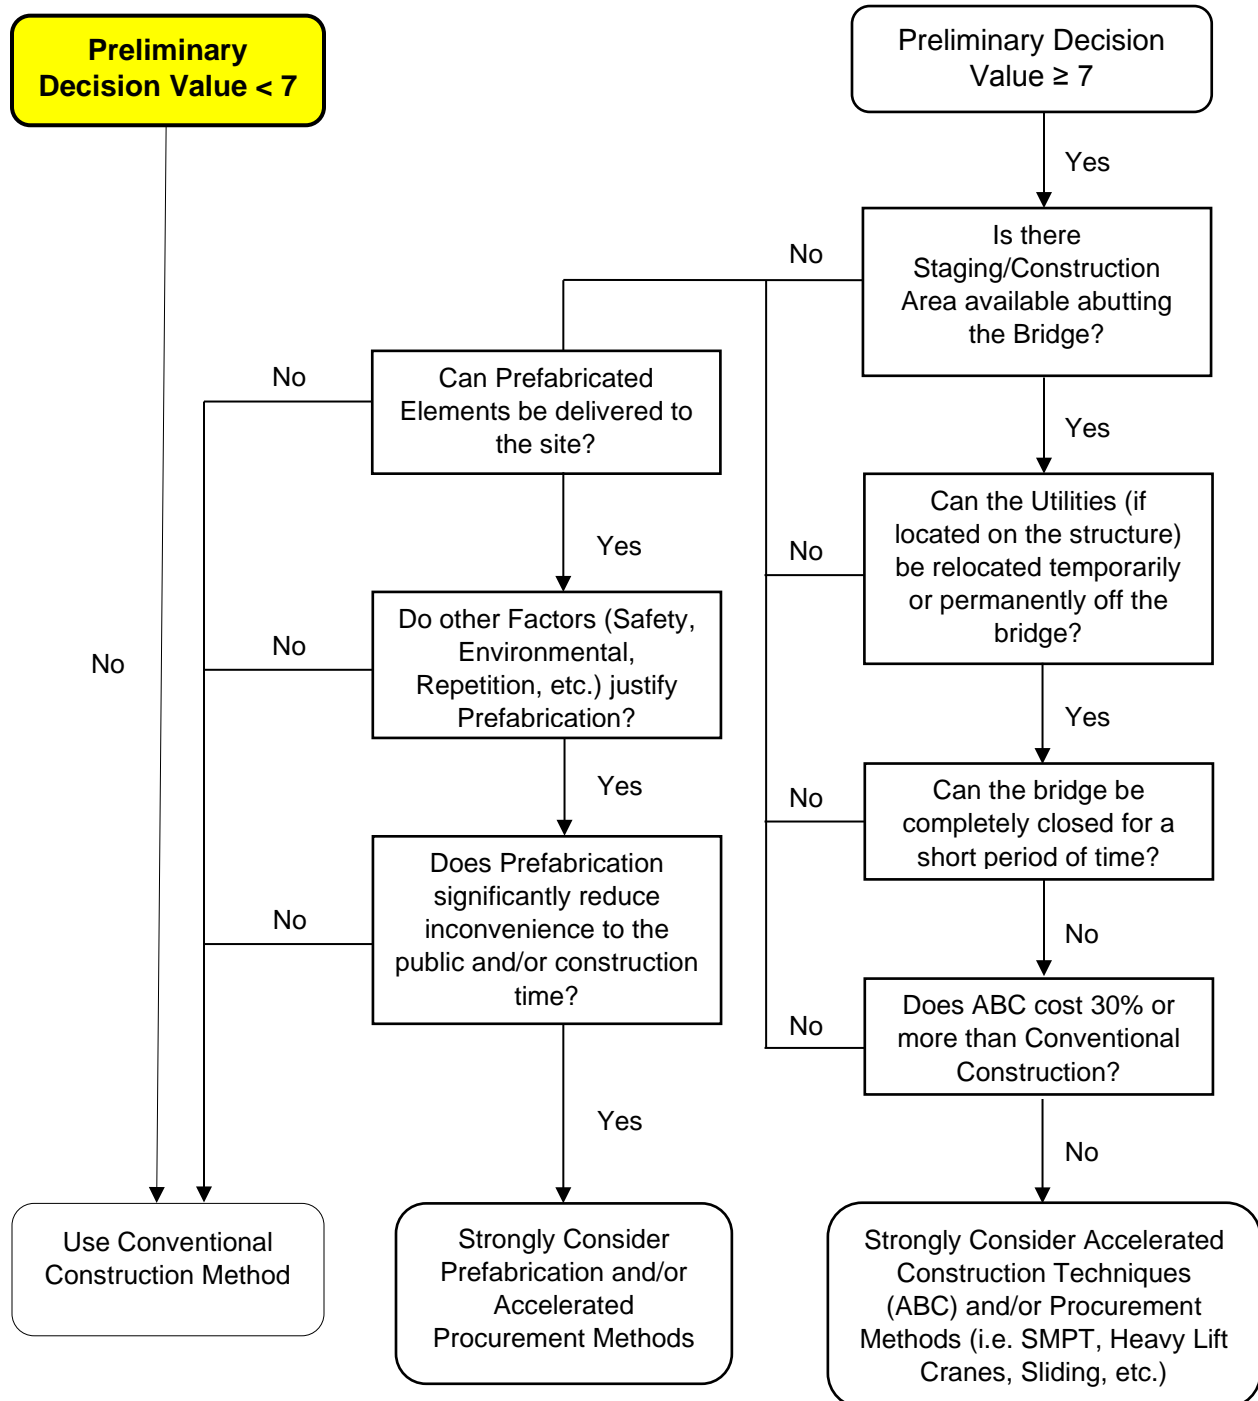 Preliminary
Decision Value < 7
Preliminary Decision
Value ≥ 7
Yes
Is there
Staging/Construction
Area available abutting
the Bridge?
No
Can Prefabricated
Elements be delivered to
the site?
No
Yes
Can the Utilities (if
located on the structure)
be relocated temporarily
or permanently off the
bridge?
No
Yes
Do other Factors (Safety,
Environmental,
Repetition, etc.) justify
Prefabrication?
No
No
Yes
Can the bridge be
completely closed for a
short period of time?
No
Yes
Does Prefabrication
significantly reduce
inconvenience to the
public and/or construction
time?
No
No
Does ABC cost 30% or
more than Conventional
Construction?
No
Yes
No
Use Conventional
Construction Method
Strongly Consider
Prefabrication and/or
Accelerated
Procurement Methods
Strongly Consider Accelerated
Construction Techniques
(ABC) and/or Procurement
Methods (i.e. SMPT, Heavy Lift
Cranes, Sliding, etc.)